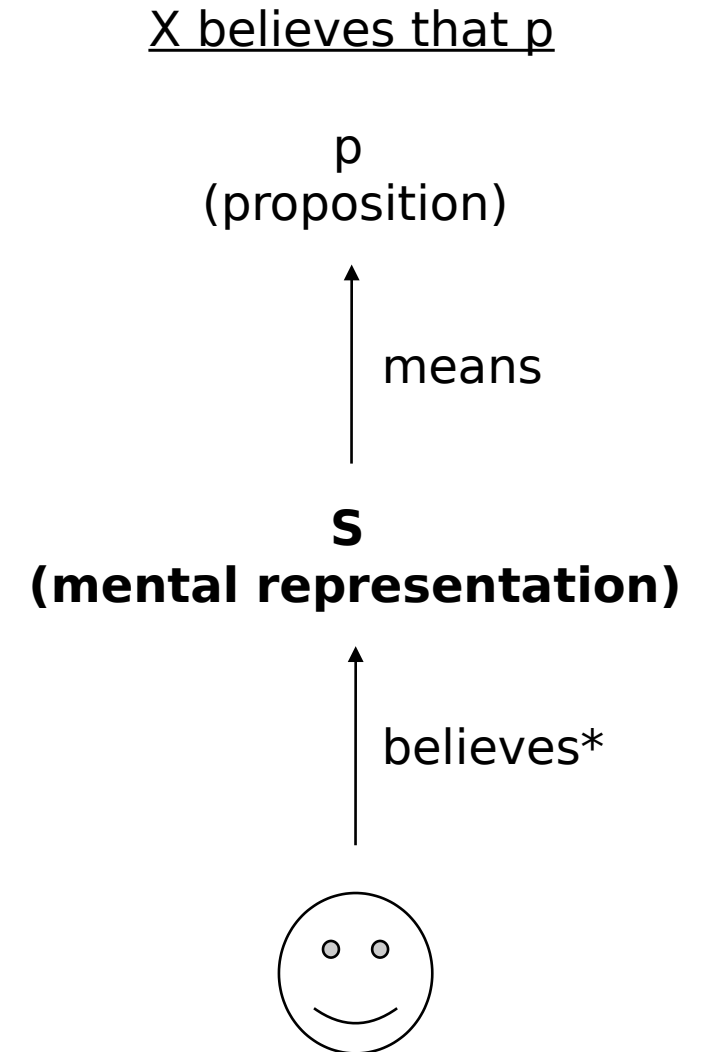 X believes that p
p
(proposition)
means
S
(mental representation)
believes*